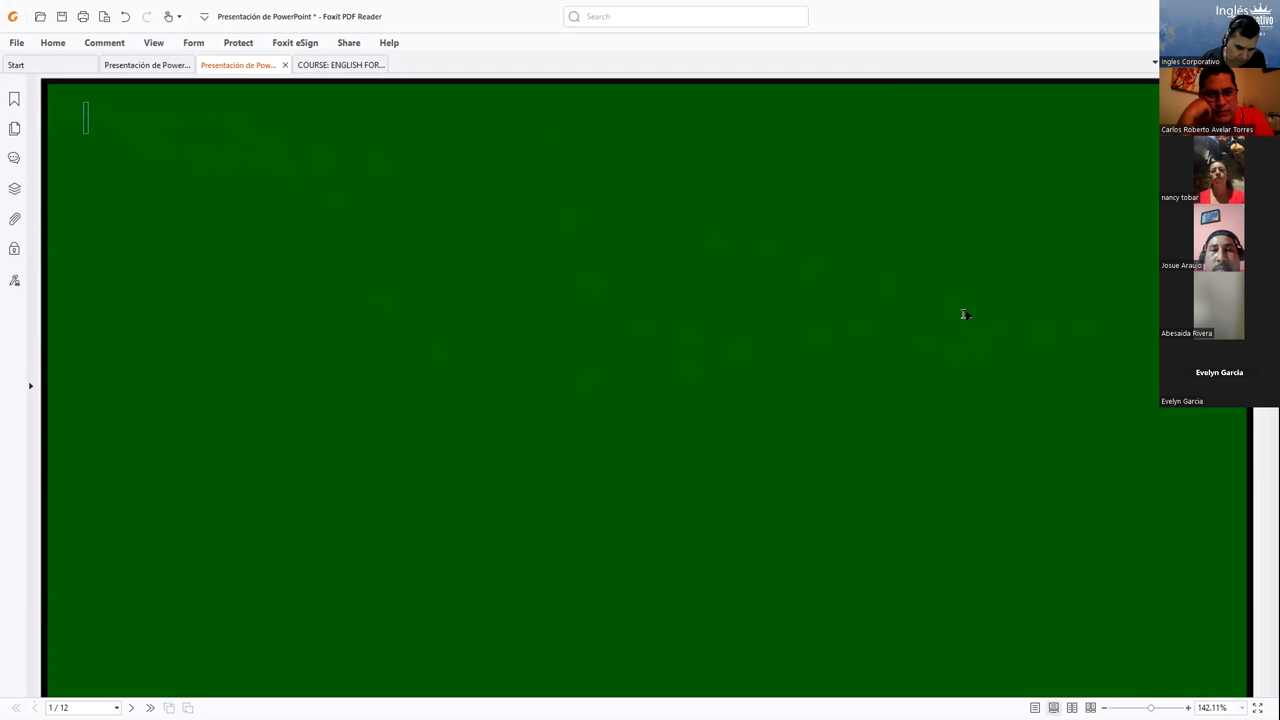 Presentación de PowerPoint * - Foxit PDF Reader
Search
File
Home
Comment
View
Form
Protect
Foxit eSign
Share
Help
Start
Presentación de Power...
Presentación de Pow...
COURSE: ENGLISH FOR...
Inglés
Ingles Corporativo
Carlos Roberto Avelar Torres
nancy tobar
Josue Araujo
Abesaida Rivera
Evelyn Garcia
Evelyn Garcia
1 / 12
142.11%